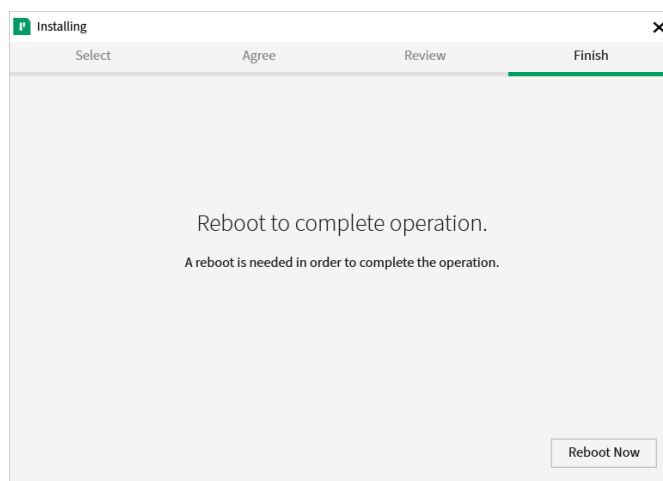 Installing
Select Agree Review Finish
Reboot to complete operation.
A reboot is needed in order to complete the operation.
Reboot Now